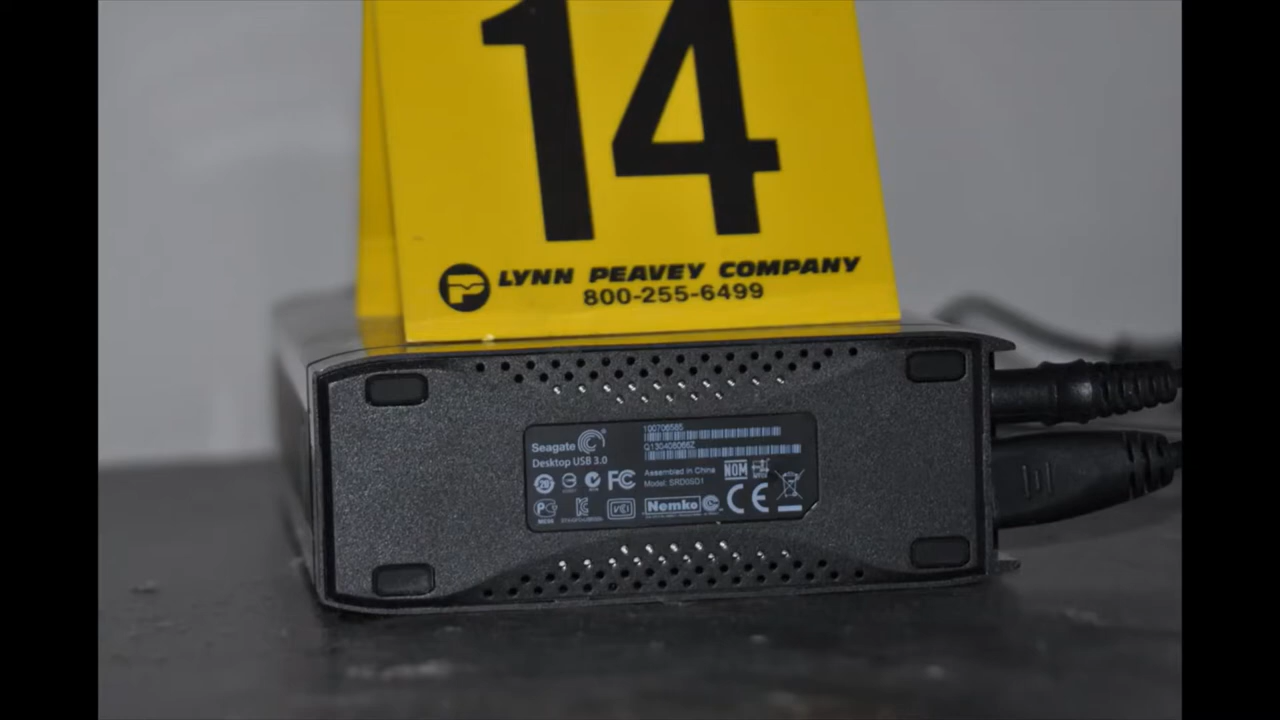 14
LYNN PEAVEY COMPANY
800-255-6499
Seagate
Desktop USB 3.0
100706585
Assembled in China
Model: SRD0SD1
NOM
FC
CE
Nemko